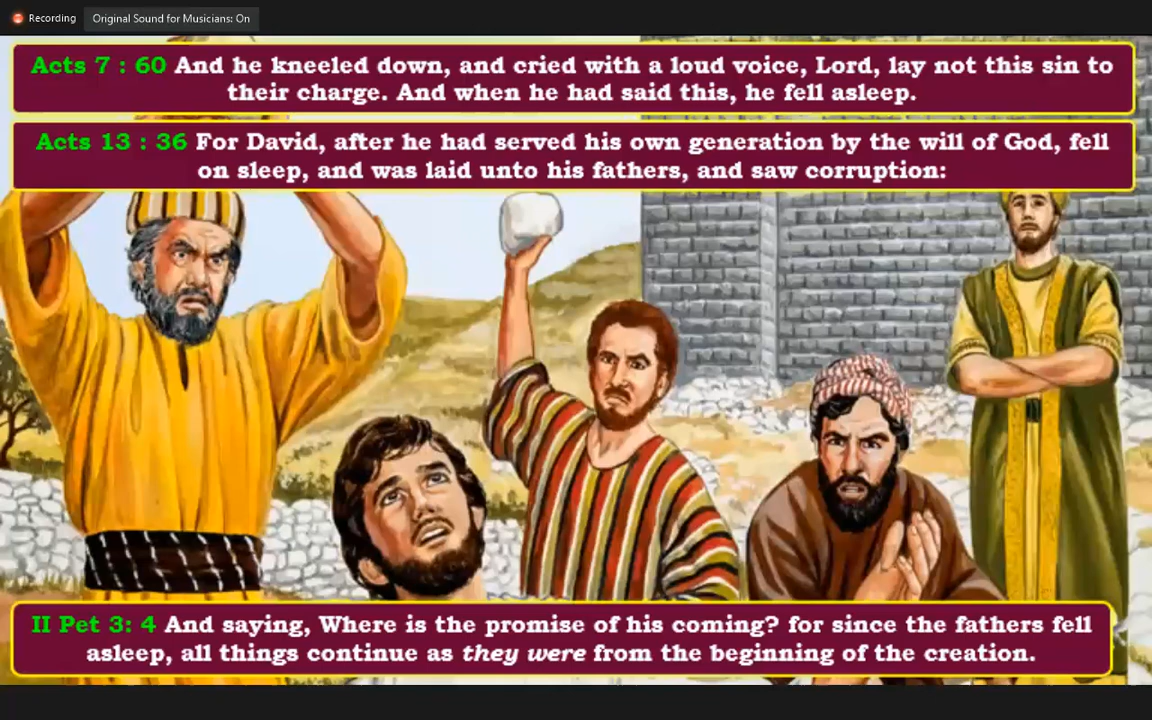 Recording
Original Sound for Musicians: On
Acts 7 : 60 And he kneeled down, and cried with a loud voice, Lord, lay not this sin to
their charge. And when he had said this, he fell asleep.
Acts 13 : 36 For David, after he had served his own generation by the will of God, fell
on sleep, and was laid unto his fathers, and saw corruption:
II Pet 3: 4 And saying, Where is the promise of his coming? for since the fathers fell
asleep, all things continue as they were from the beginning of the creation.